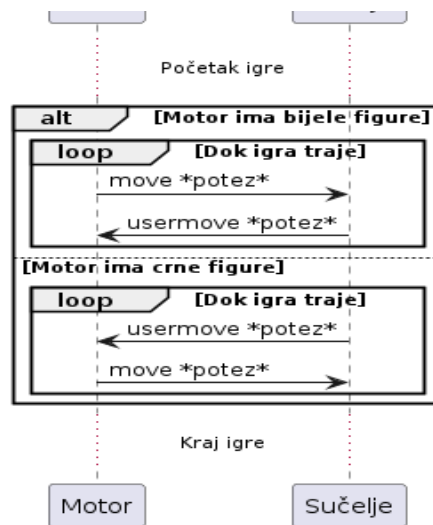 Početak igre
alt [Motor ima bijele figure]
loop [Dok igra traje]
move *potez*
usermove *potez*
[Motor ima crne figure]
loop [Dok igra traje]
usermove *potez*
move *potez*
Kraj igre
Motor Sučelje